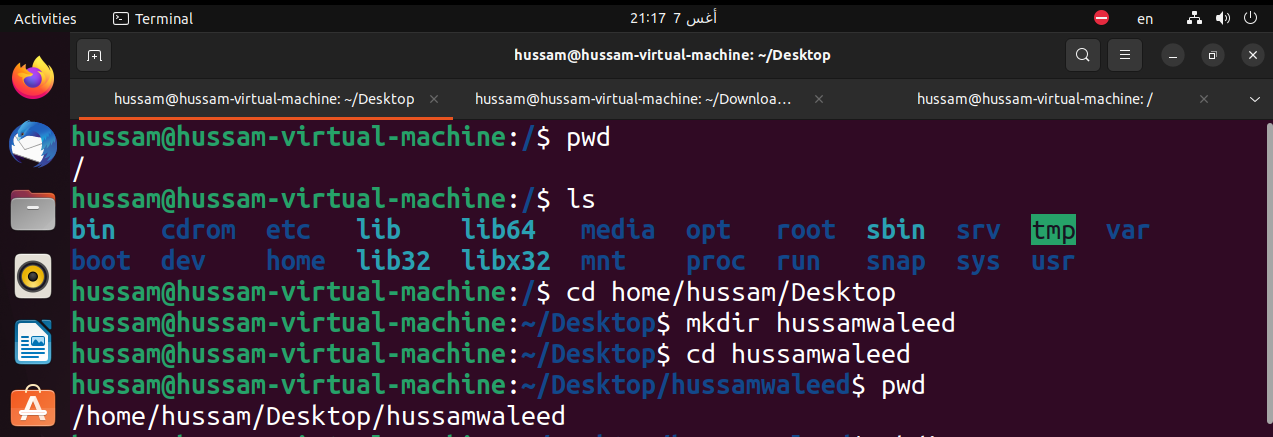 Activities Terminal 21:17 7 أغس en
hussam@hussam-virtual-machine: ~/Desktop
hussam@hussam-virtual-machine: ~/Desktop × hussam@hussam-virtual-machine: ~/Downloa... × hussam@hussam-virtual-machine: / ×
hussam@hussam-virtual-machine:/$ pwd
/
hussam@hussam-virtual-machine:/$ ls
bin cdrom etc lib lib64 media opt root sbin srv tmp var
boot dev home lib32 libx32 mnt proc run snap sys usr
hussam@hussam-virtual-machine:/$ cd home/hussam/Desktop
hussam@hussam-virtual-machine:~/Desktop$ mkdir hussamwaleed
hussam@hussam-virtual-machine:~/Desktop$ cd hussamwaleed
hussam@hussam-virtual-machine:~/Desktop/hussamwaleed$ pwd
/home/hussam/Desktop/hussamwaleed